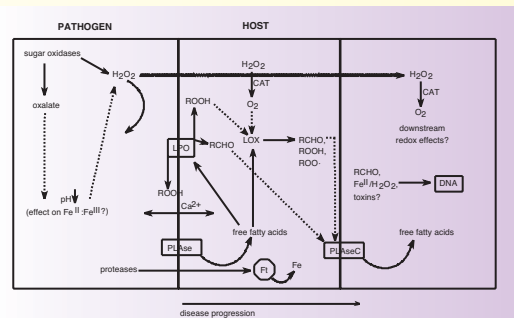 PATHOGEN
HOST
sugar oxidases
H2O2
H2O2
H2O2
CAT
CAT
oxalate
ROOH
O2
O2
downstream
redox effects?
LPO
RCHO
LOX
RCHO,
ROOH,
ROO·
RCHO,
FeII/H2O2,
toxins?
DNA
ROOH
pH
(effect on FeII:FeIII?)
Ca2+
free fatty acids
free fatty acids
PLAse
PLAseC
proteases
Ft
Fe
disease progression